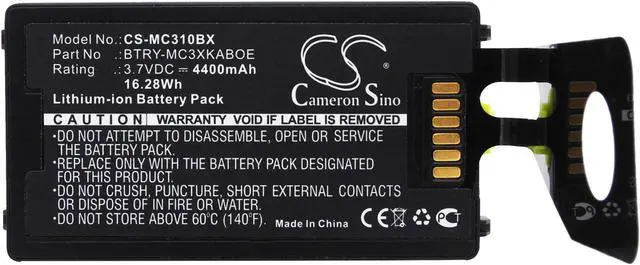 Model: CS-MC310BX
Part No: BTRY-MC3XKABOE
Rating : 3.7VDC ⎓ 4400mAh
16.28Wh
Lithium-ion Battery Pack
CS
Cameron Sino
CAUTION: WARRANTY VOID IF SEAL REMOVED
•DO NOT ATTEMPT TO DISASSEMBLE, OPEN OR SERVICE
THE BATTERY PACK
•REPLACE ONLY WITH THE BATTERY PACK DESIGNATED
FOR THIS PRODUCT
•DO NOT CRUSH, PUNCTURE, SHORT EXTERNAL
CONTACTS OR DISPOSE OF IN FIRE OR WATER
•DO NOT STORE ABOVE 60°C (140°F)
Made In China
CE